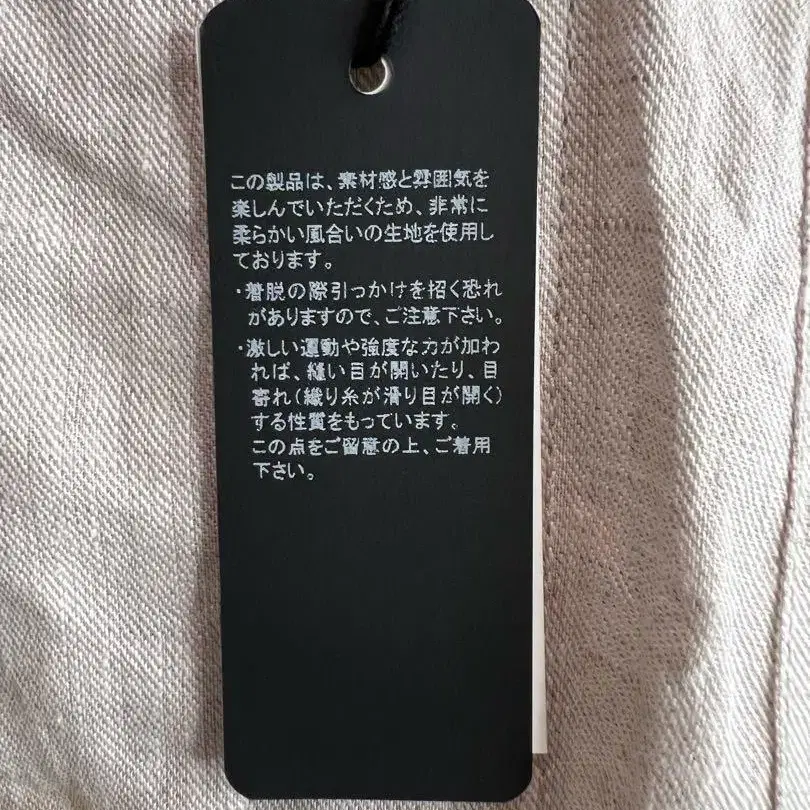 この製品は、素材感と雰囲気を
楽しんでいただくため、非常に
柔らかい風合いの生地を使用し
ております。
・着脱の際引っかけを招く恐れ
がありますので、ご注意下さい。
・激しい運動や強度な力が加わ
れば、縫い目が開いたり、目
寄れ(織り糸が滑り目が開く)
する性質をもっています。
この点をご留意の上、ご着用
下さい。